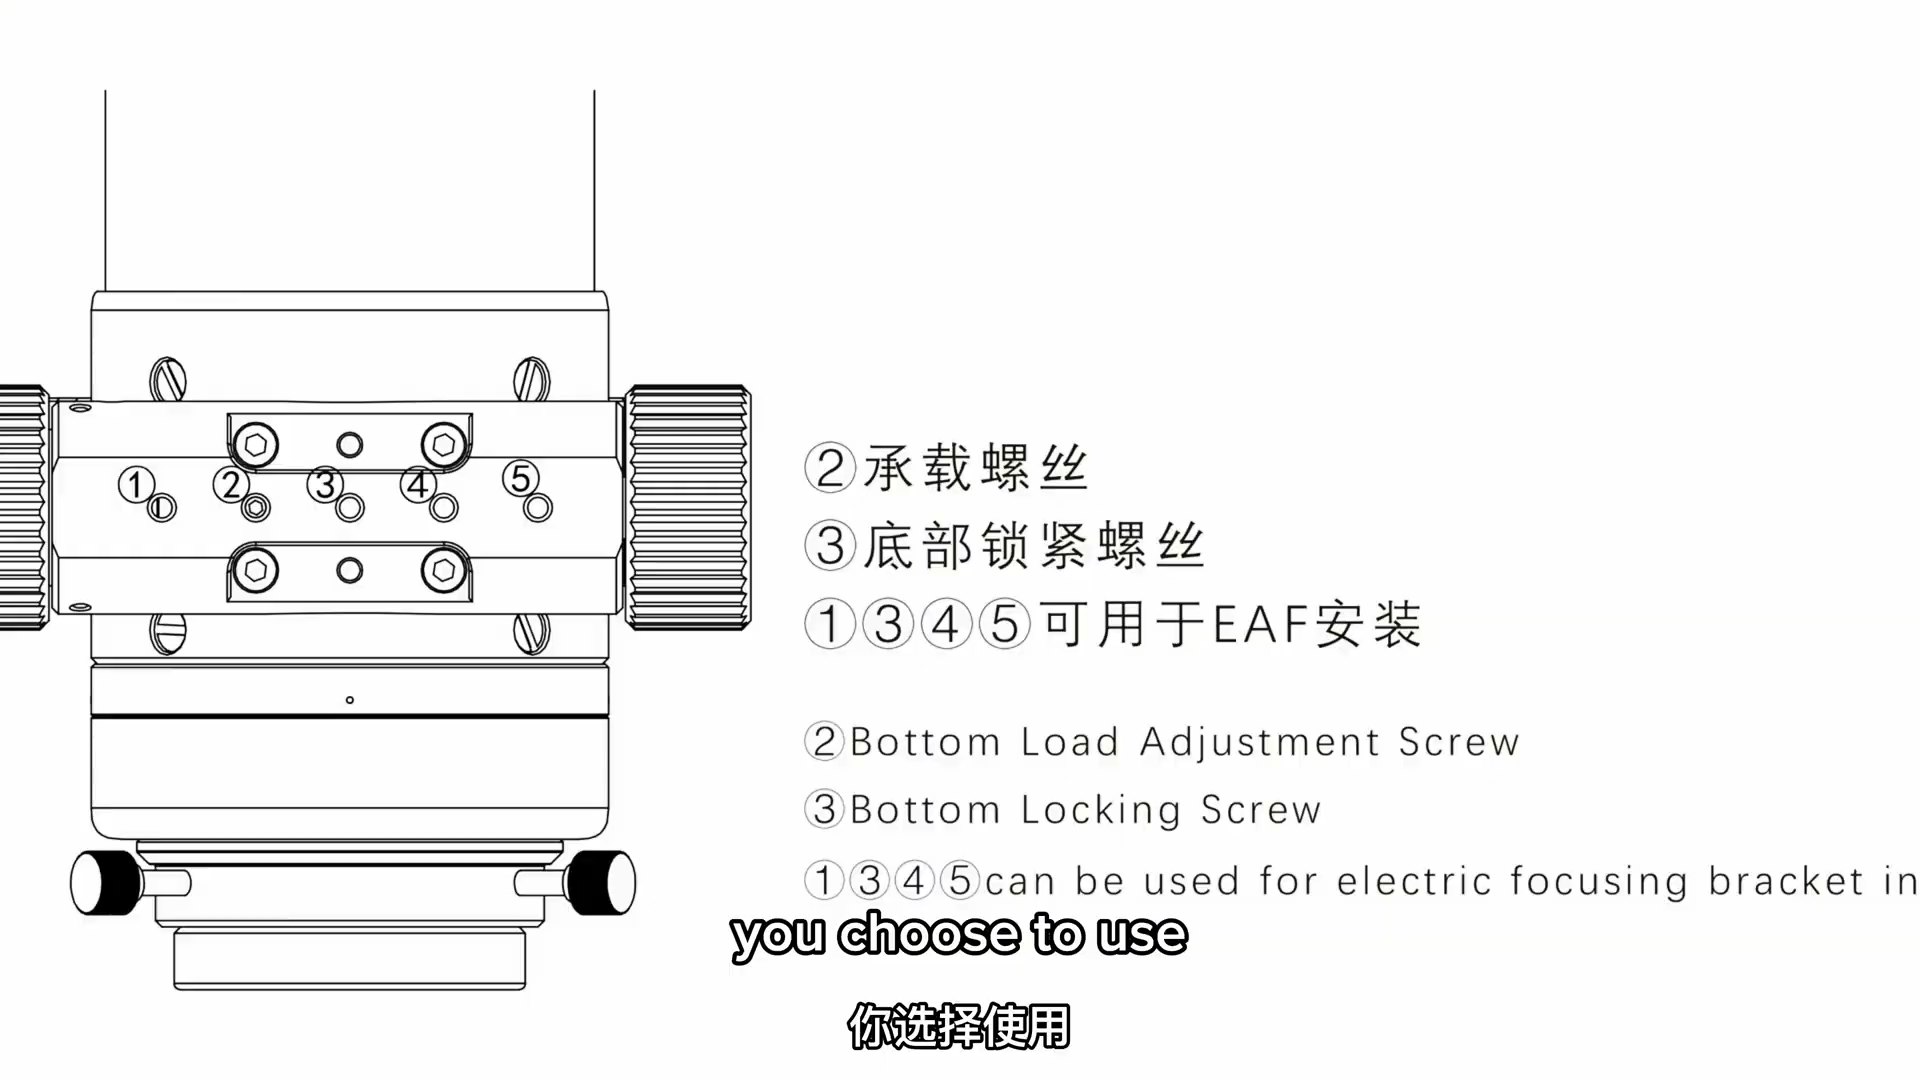 ① ② ③ ④ ⑤
②承载螺丝
③底部锁紧螺丝
①③④⑤可用于EAF安装
②Bottom Load Adjustment Screw
③Bottom Locking Screw
①③④⑤can be used for electric focusing bracket in
you choose to use
你选择使用